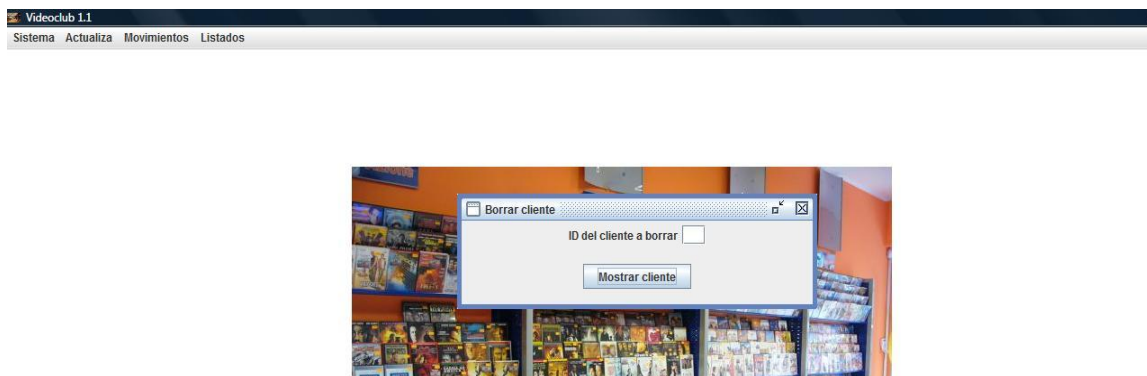 Videoclub 1.1
Sistema Actualiza Movimientos Listados
Borrar cliente
ID del cliente a borrar
Mostrar cliente